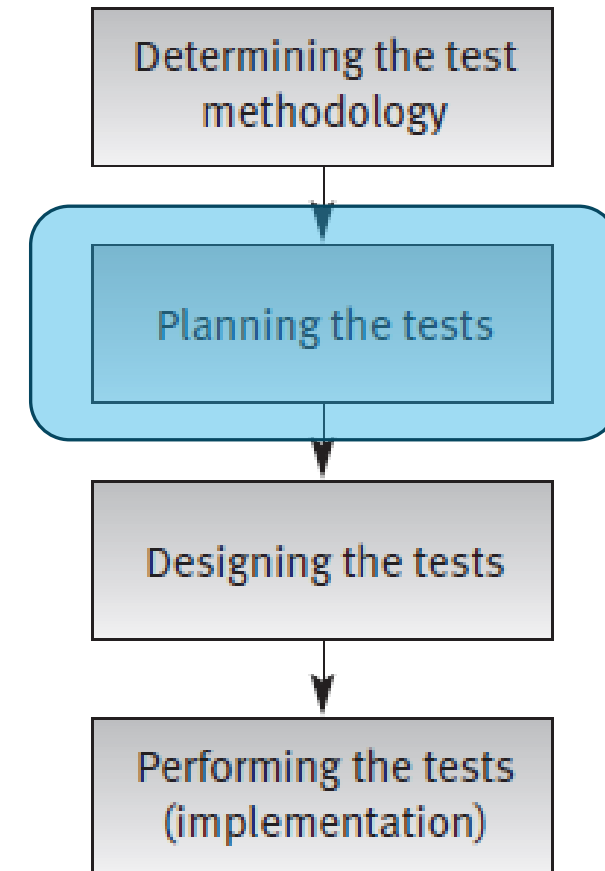 Determining the test
methodology
Planning the tests
Designing the tests
Performing the tests
(implementation)